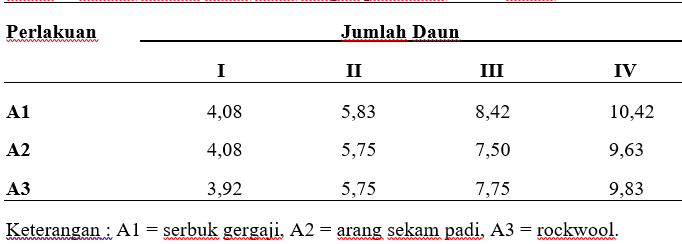 Perlakuan Jumlah Daun
I II III IV
A1 4,08 5,83 8,42 10,42
A2 4,08 5,75 7,50 9,63
A3 3,92 5,75 7,75 9,83
Keterangan : A1 = serbuk gergaji, A2 = arang sekam padi, A3 = rockwool.